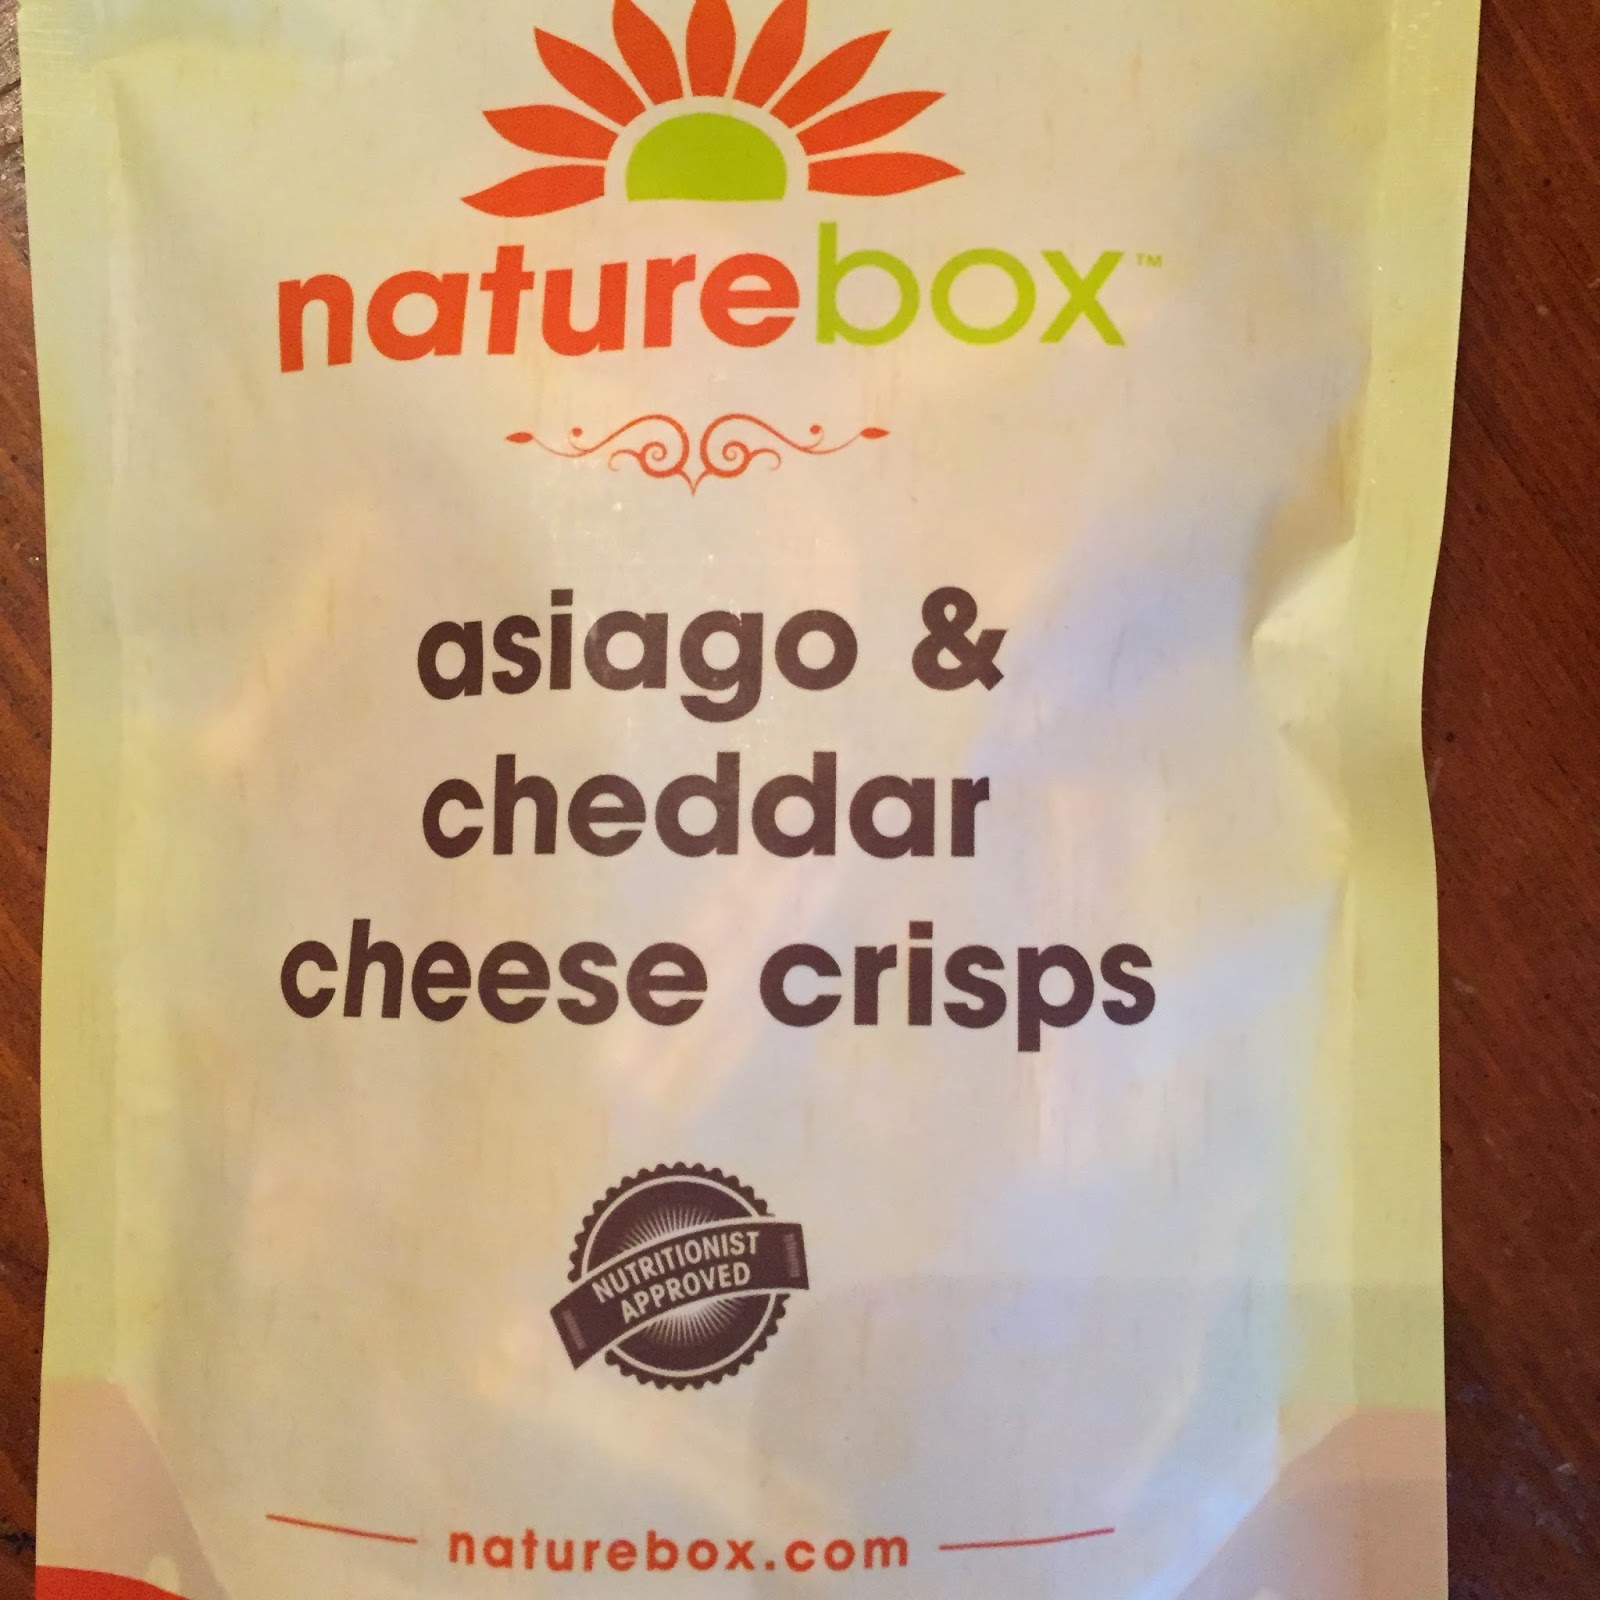 naturebox™
asiago &
cheddar
cheese crisps
NUTRITIONIST
APPROVED
naturebox.com